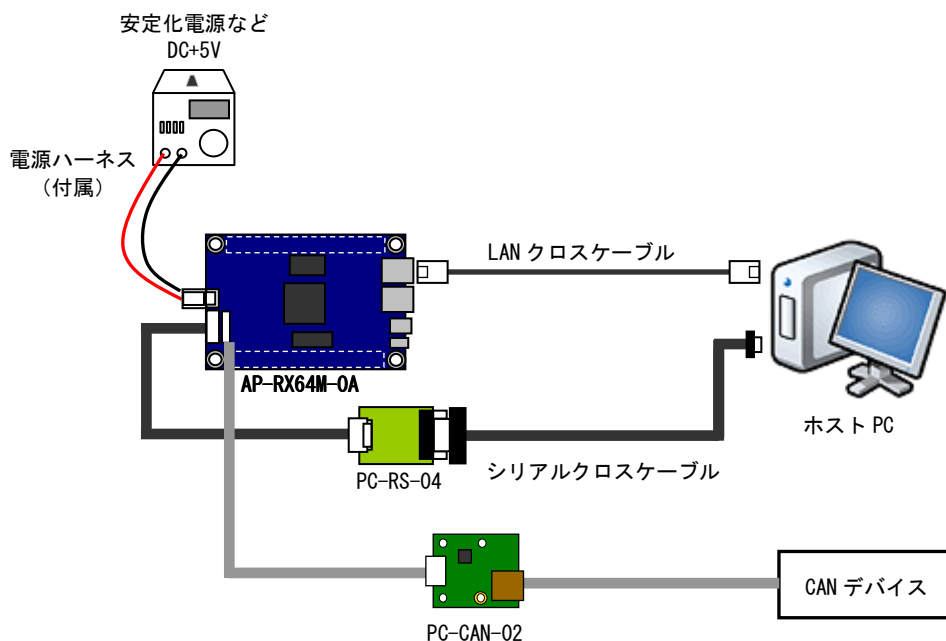 安定化電源など
DC+5V
電源ハーネス
（付属）
LAN クロスケーブル
AP-RX64M-0A
ホスト PC
PC-RS-04
シリアルクロスケーブル
CAN デバイス
PC-CAN-02